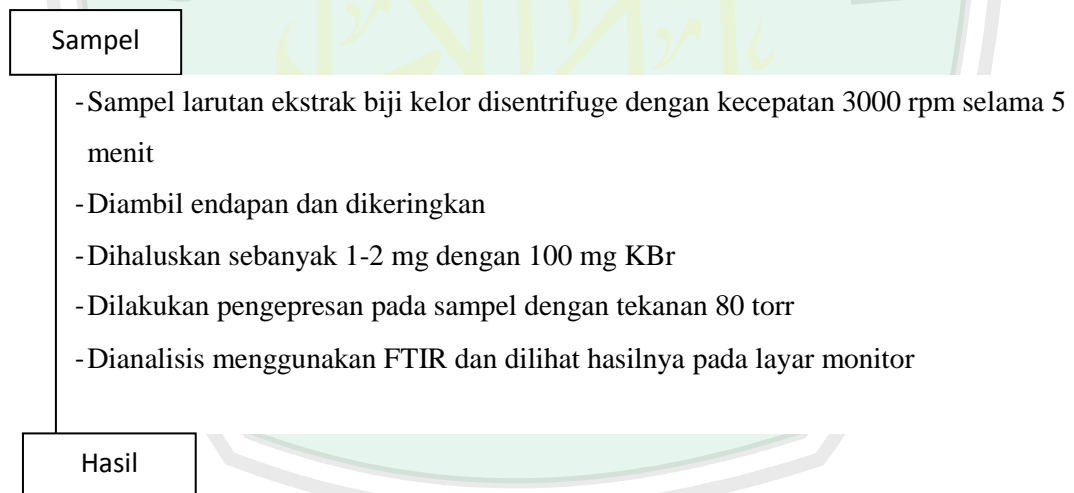 Sampel
-Sampel larutan ekstrak biji kelor disentrifuge dengan kecepatan 3000 rpm selama 5
menit
-Diambil endapan dan dikeringkan
-Dihaluskan sebanyak 1-2 mg dengan 100 mg KBr
-Dilakukan pengepresan pada sampel dengan tekanan 80 torr
-Dianalisis menggunakan FTIR dan dilihat hasilnya pada layar monitor
Hasil